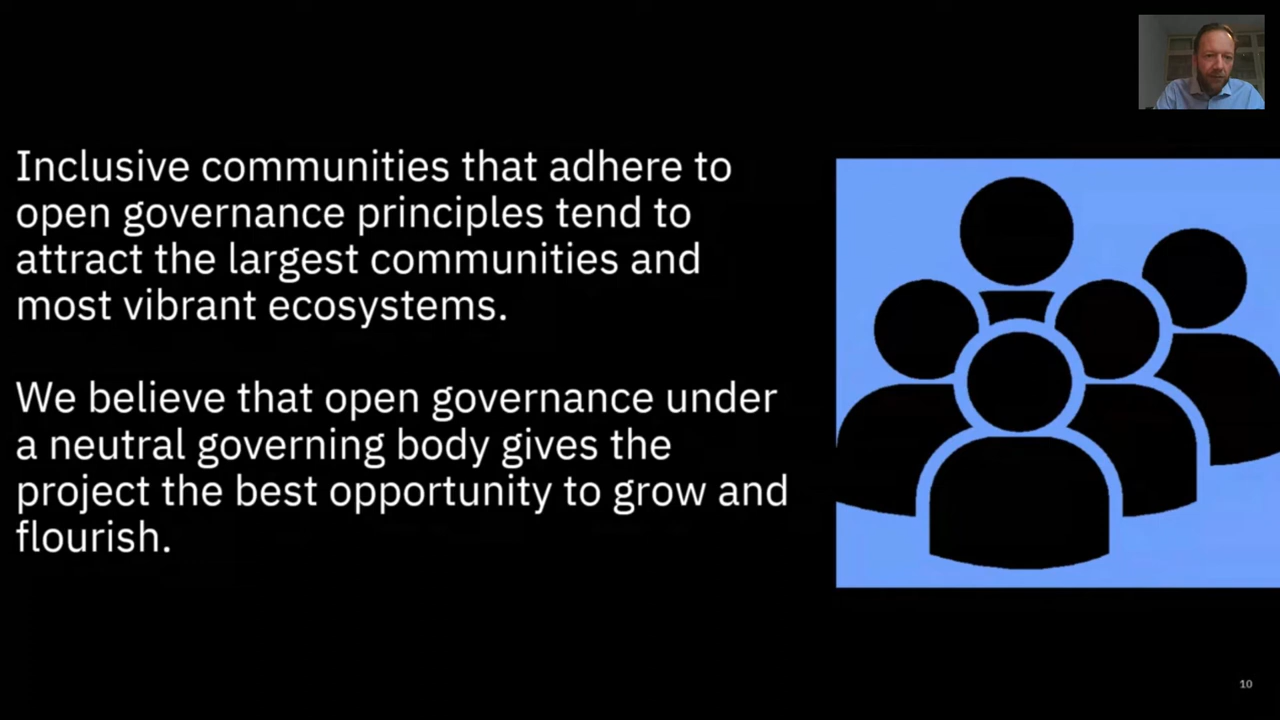 Inclusive communities that adhere to
open governance principles tend to
attract the largest communities and
most vibrant ecosystems.
We believe that open governance under
a neutral governing body gives the
project the best opportunity to grow and
flourish.
10